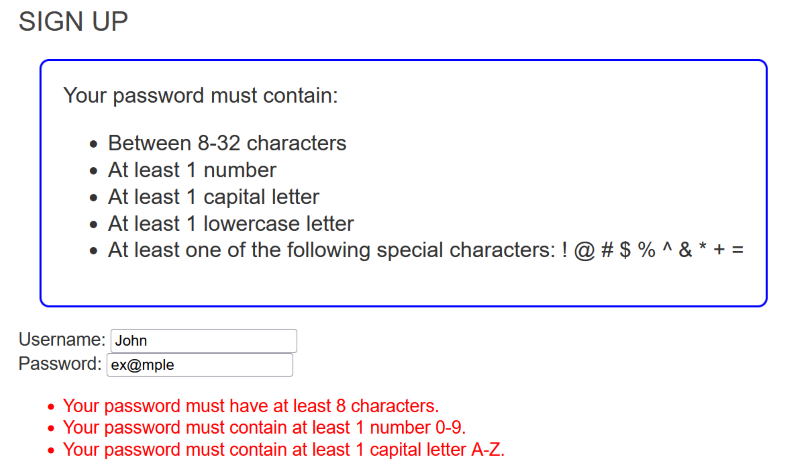 SIGN UP
Your password must contain:
• Between 8-32 characters
• At least 1 number
• At least 1 capital letter
• At least 1 lowercase letter
• At least one of the following special characters: ! @ # $ % ^ & * + =
Username: John
Password: ex@mple
• Your password must have at least 8 characters.
• Your password must contain at least 1 number 0-9.
• Your password must contain at least 1 capital letter A-Z.